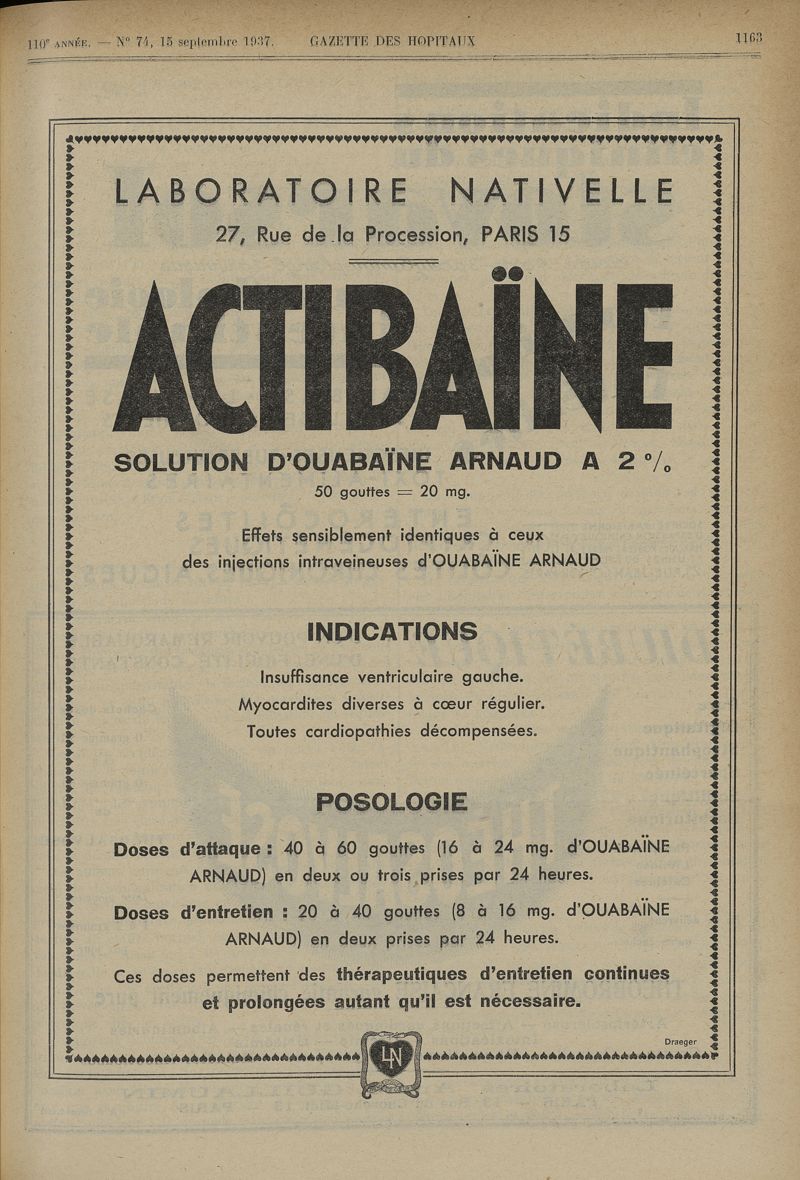 110e ANNÉE. — N° 74, 15 septembre 1937. GAZETTE DES HOPITAUX 1163
LABORATOIRE NATIVELLE
27, Rue de la Procession, PARIS 15
ACTIBAÏNE
SOLUTION D'OUABAÏNE ARNAUD A 2 %
50 gouttes = 20 mg.
Effets sensiblement identiques à ceux
des injections intraveineuses d'OUABAÏNE ARNAUD
INDICATIONS
Insuffisance ventriculaire gauche.
Myocardites diverses à cœur régulier.
Toutes cardiopathies décompensées.
POSOLOGIE
Doses d'attaque : 40 à 60 gouttes (16 à 24 mg. d'OUABAÏNE
ARNAUD) en deux ou trois prises par 24 heures.
Doses d'entretien : 20 à 40 gouttes (8 à 16 mg. d'OUABAÏNE
ARNAUD) en deux prises par 24 heures.
Ces doses permettent des thérapeutiques d'entretien continues
et prolongées autant qu'il est nécessaire.
Draeger
LN